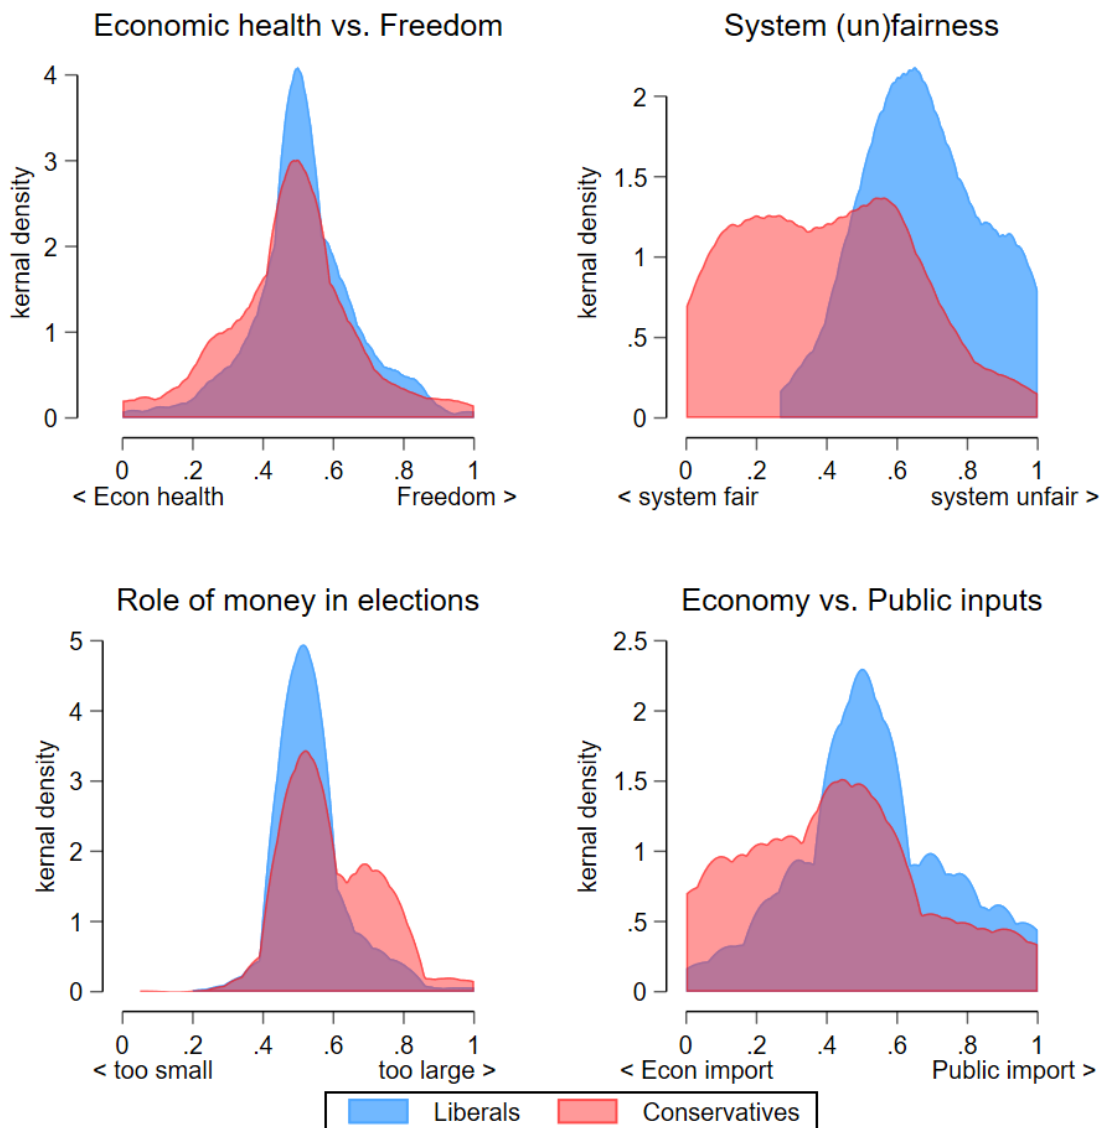 Economic health vs. Freedom
kernal density
4
3
2
1
0
0 .2 .4 .6 .8 1
< Econ health Freedom >
System (un)fairness
kernal density
2
1.5
1
.5
0
0 .2 .4 .6 .8 1
< system fair system unfair >
Role of money in elections
kernal density
5
4
3
2
1
0
0 .2 .4 .6 .8 1
< too small too large >
Economy vs. Public inputs
kernal density
2.5
2
1.5
1
.5
0
0 .2 .4 .6 .8 1
< Econ import Public import >
Liberals Conservatives